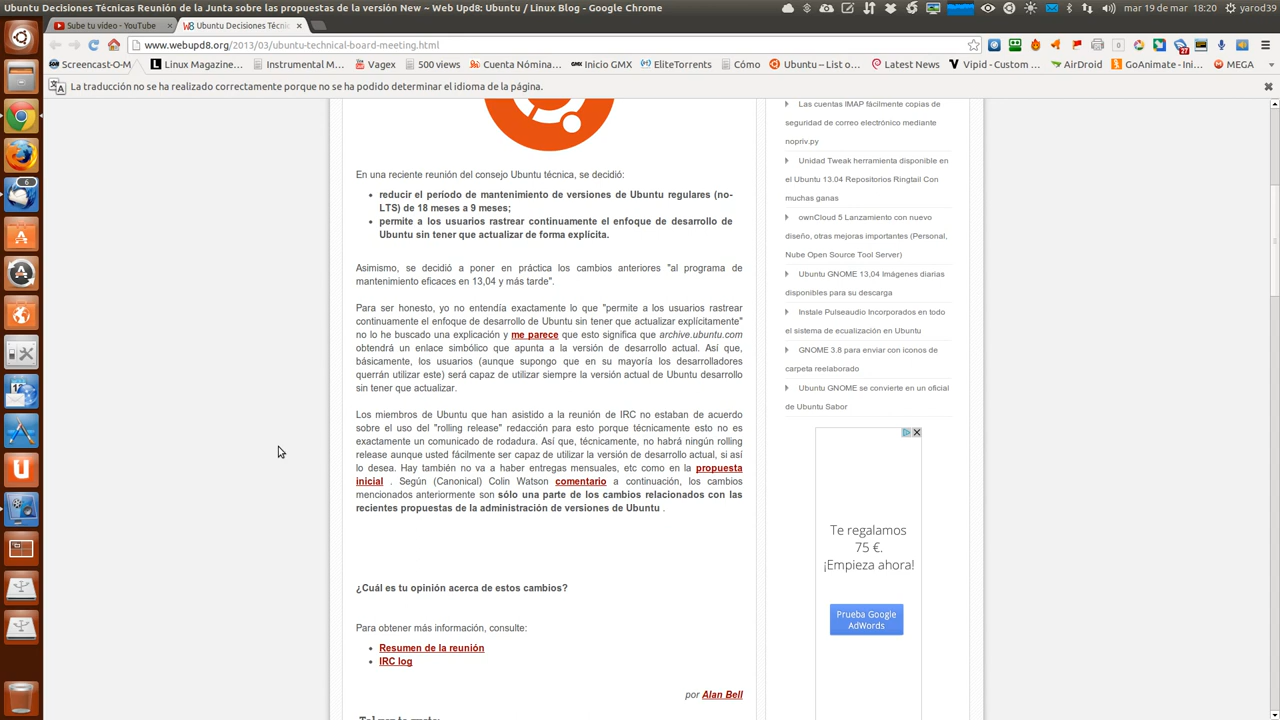 Ubuntu Decisiones Técnicas Reunión de la Junta sobre las propuestas de la versión New ~ Web Upd8: Ubuntu / Linux Blog - Google Chrome
mar 19 de mar 18:20
yarod39
Sube tu video - YouTube
Ubuntu Decisiones Técnic
www.webupd8.org/2013/03/ubuntu-technical-board-meeting.html
27
0
Screencast-O-M
Linux Magazine...
Instrumental M...
Vagex
500 views
Cuenta Nómina...
Inicio GMX
EliteTorrents
Cómo
Ubuntu – List o...
Latest News
Vipid - Custom ...
AirDroid
GoAnimate - Ini...
MEGA
La traducción no se ha realizado correctamente porque no se ha podido determinar el idioma de la página.
6
En una reciente reunión del consejo Ubuntu técnica, se decidió:
reducir el período de mantenimiento de versiones de Ubuntu regulares (no-
LTS) de 18 meses a 9 meses;
permite a los usuarios rastrear continuamente el enfoque de desarrollo de
Ubuntu sin tener que actualizar de forma explícita.
Asimismo, se decidió a poner en práctica los cambios anteriores "al programa de
mantenimiento eficaces en 13,04 y más tarde".
Para ser honesto, yo no entendía exactamente lo que "permite a los usuarios rastrear
continuamente el enfoque de desarrollo de Ubuntu sin tener que actualizar explícitamente"
no lo he buscado una explicación y me parece que esto significa que archive.ubuntu.com
obtendrá un enlace simbólico que apunta a la versión de desarrollo actual. Así que,
básicamente, los usuarios (aunque supongo que en su mayoría los desarrolladores
querrán utilizar este) será capaz de utilizar siempre la versión actual de Ubuntu desarrollo
sin tener que actualizar.
Los miembros de Ubuntu que han asistido a la reunión de IRC no estaban de acuerdo
sobre el uso del "rolling release" redacción para esto porque técnicamente esto no es
exactamente un comunicado de rodadura. Así que, técnicamente, no habrá ningún rolling
release aunque usted fácilmente ser capaz de utilizar la versión de desarrollo actual, si así
lo desea. Hay también no va a haber entregas mensuales, etc como en la propuesta
inicial . Según (Canonical) Colin Watson comentario a continuación, los cambios
mencionados anteriormente son sólo una parte de los cambios relacionados con las
recientes propuestas de la administración de versiones de Ubuntu .
¿Cuál es tu opinión acerca de estos cambios?
Para obtener más información, consulte:
Resumen de la reunión
IRC log
por Alan Bell
Las cuentas IMAP fácilmente copias de
seguridad de correo electrónico mediante
nopriv.py
Unidad Tweak herramienta disponible en
el Ubuntu 13.04 Repositorios Ringtail Con
muchas ganas
ownCloud 5 Lanzamiento con nuevo
diseño, otras mejoras importantes (Personal,
Nube Open Source Tool Server)
Ubuntu GNOME 13,04 Imágenes diarias
disponibles para su descarga
Instale Pulseaudio Incorporados en todo
el sistema de ecualización en Ubuntu
GNOME 3.8 para enviar con iconos de
carpeta reelaborado
Ubuntu GNOME se convierte en un oficial
de Ubuntu Sabor
Te regalamos
75 €.
¡Empieza ahora!
Prueba Google
AdWords